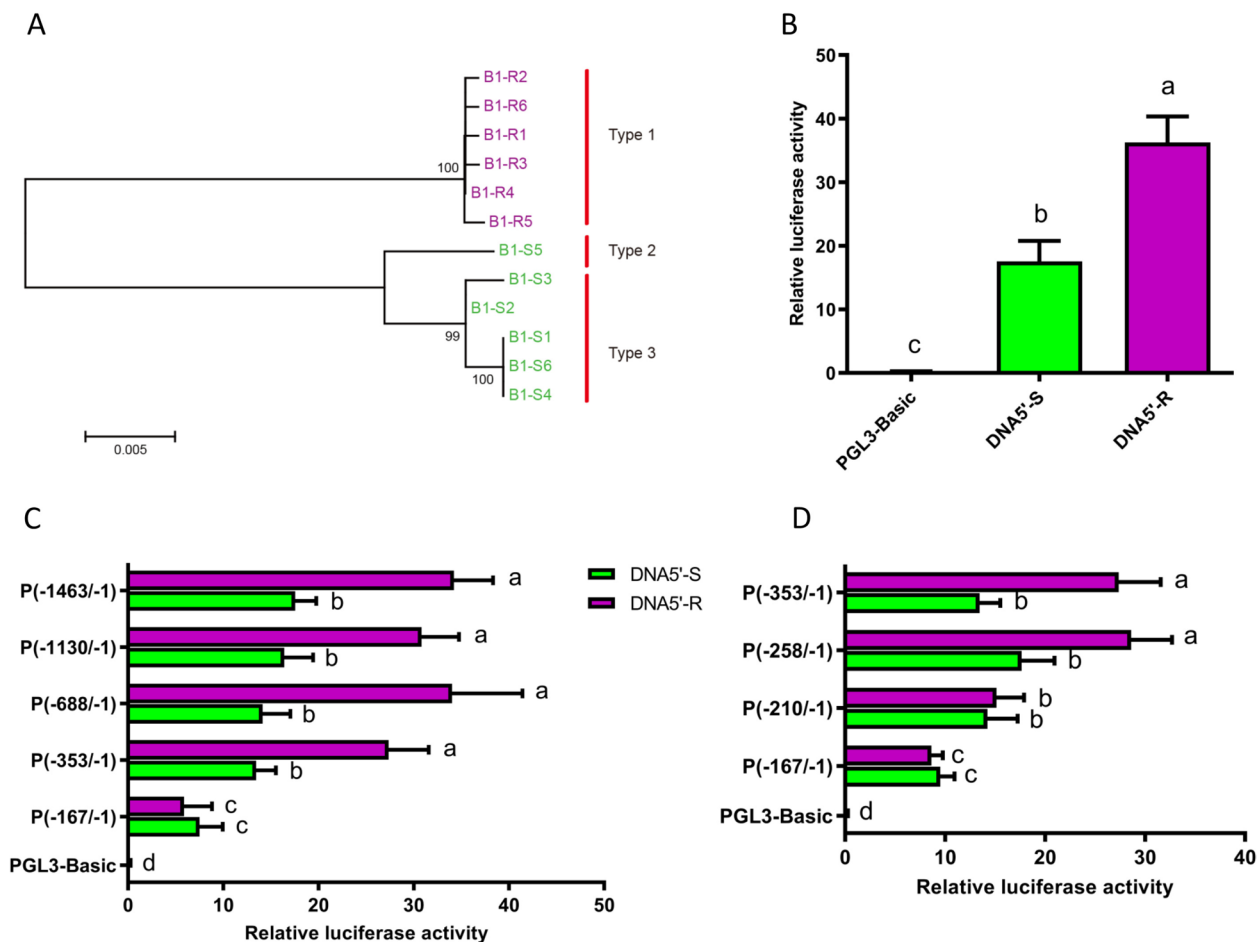 A
B1-R2
B1-R6
B1-R1
B1-R3
B1-R4
B1-R5
B1-S5
B1-S3
B1-S2
B1-S1
B1-S6
B1-S4
100
99
100
Type 1
Type 2
Type 3
0.005
B
Relative luciferase activity
50
40
30
20
10
0
c
b
a
PGL3-Basic
DNA5'-S
DNA5'-R
C
P(-1463/-1)
a
b
P(-1130/-1)
a
b
P(-688/-1)
a
b
P(-353/-1)
a
b
P(-167/-1)
c
c
PGL3-Basic
d
0 10 20 30 40 50
Relative luciferase activity
DNA5'-S
DNA5'-R
D
P(-353/-1)
a
b
P(-258/-1)
a
b
P(-210/-1)
b
b
P(-167/-1)
c
c
PGL3-Basic
d
0 10 20 30 40
Relative luciferase activity